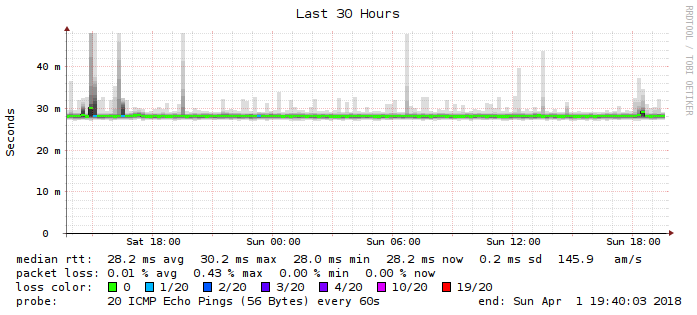 Last 30 Hours
RRDTOOL / TOBI OETIKER
Seconds
40 m
30 m
20 m
10 m
0
Sat 18:00 Sun 00:00 Sun 06:00 Sun 12:00 Sun 18:00
median rtt: 28.2 ms avg 30.2 ms max 28.0 ms min 28.2 ms now 0.2 ms sd 145.9 am/s
packet loss: 0.01 % avg 0.43 % max 0.00 % min 0.00 % now
loss color: 0 1/20 2/20 3/20 4/20 10/20 19/20
probe: 20 ICMP Echo Pings (56 Bytes) every 60s end: Sun Apr 1 19:40:03 2018